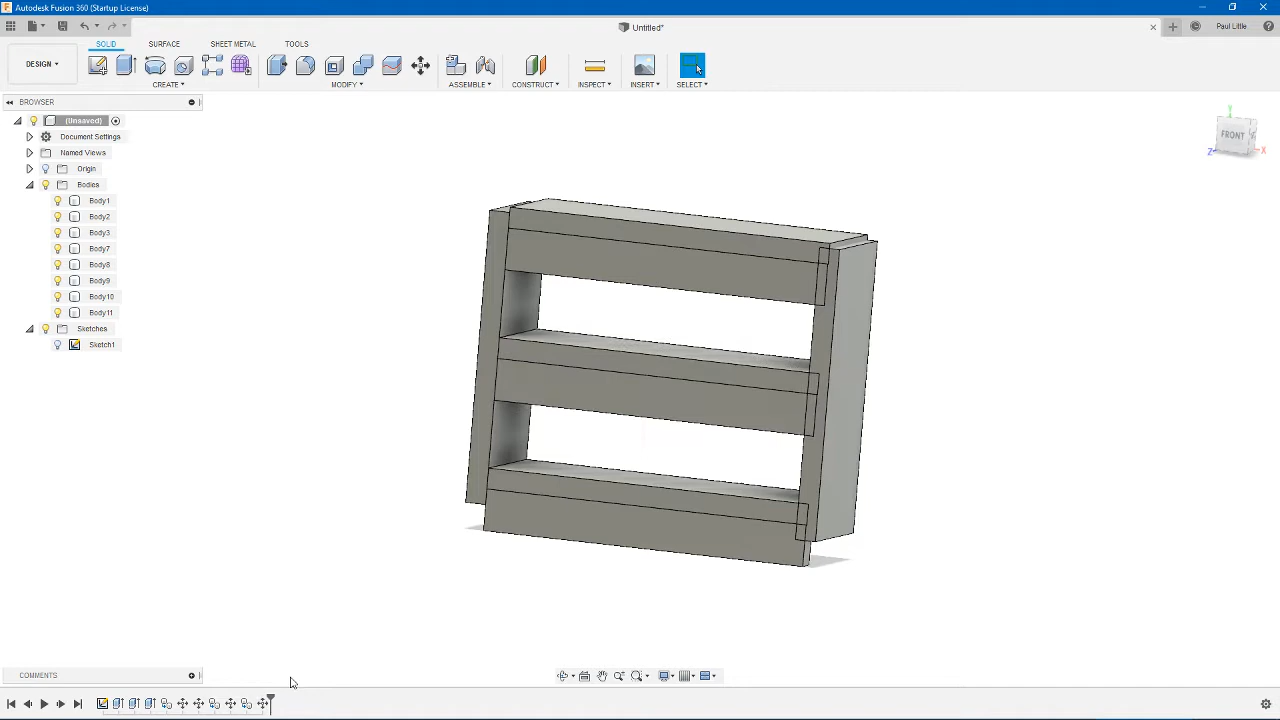 Autodesk Fusion 360 (Startup License)
Untitled*
Paul Little
SOLID SURFACE SHEET METAL TOOLS
DESIGN
CREATE MODIFY ASSEMBLE CONSTRUCT INSPECT INSERT SELECT
BROWSER
(Unsaved)
Document Settings
Named Views
Origin
Bodies
Body1
Body2
Body3
Body7
Body8
Body9
Body10
Body11
Sketches
Sketch1
Y
FRONT
Z
X
COMMENTS